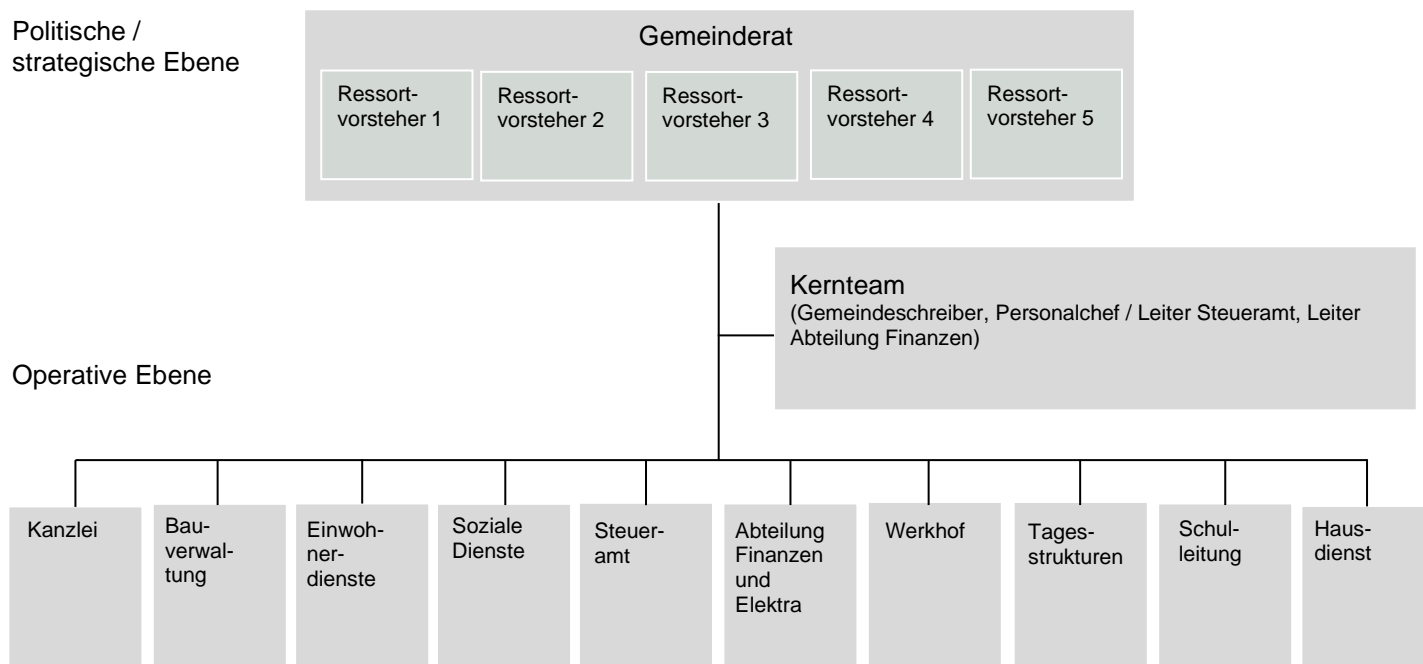 Politische /
strategische Ebene
Gemeinderat
Ressort-
vorsteher 1
Ressort-
vorsteher 2
Ressort-
vorsteher 3
Ressort-
vorsteher 4
Ressort-
vorsteher 5
Kernteam
(Gemeindeschreiber, Personalchef / Leiter Steueramt, Leiter
Abteilung Finanzen)
Operative Ebene
Kanzlei
Bau-
verwal-
tung
Einwoh-
ner-
dienste
Soziale
Dienste
Steuer-
amt
Abteilung
Finanzen
und
Elektra
Werkhof
Tages-
strukturen
Schul-
leitung
Haus-
dienst